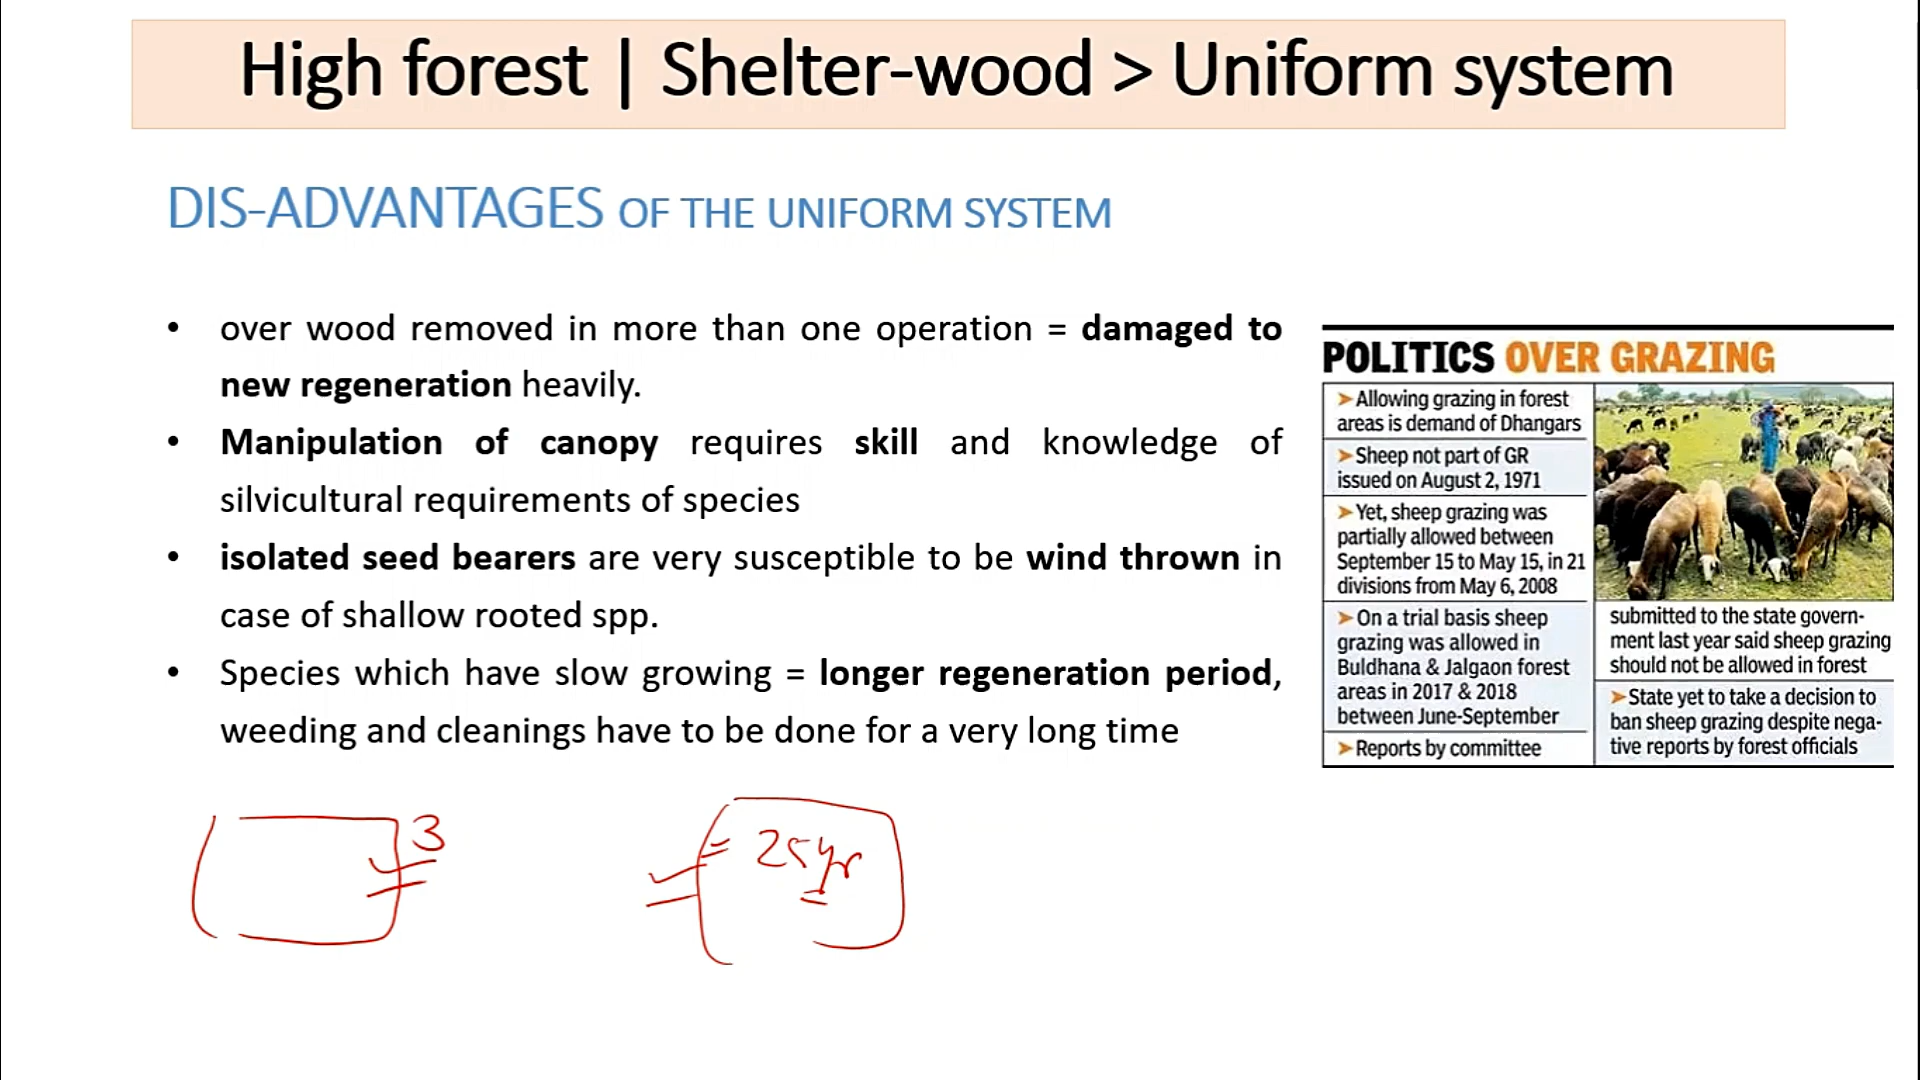 High forest | Shelter-wood > Uniform system
DIS-ADVANTAGES OF THE UNIFORM SYSTEM
• over wood removed in more than one operation = damaged to
new regeneration heavily.
• Manipulation of canopy requires skill and knowledge of
silvicultural requirements of species
• isolated seed bearers are very susceptible to be wind thrown in
case of shallow rooted spp.
• Species which have slow growing = longer regeneration period,
weeding and cleanings have to be done for a very long time
POLITICS OVER GRAZING
➤Allowing grazing in forest
areas is demand of Dhangars
➤Sheep not part of GR
issued on August 2, 1971
➤Yet, sheep grazing was
partially allowed between
September 15 to May 15, in 21
divisions from May 6, 2008
➤On a trial basis sheep
grazing was allowed in
Buldhana & Jalgaon forest
areas in 2017 & 2018
between June-September
➤Reports by committee
submitted to the state govern-
ment last year said sheep grazing
should not be allowed in forest
➤State yet to take a decision to
ban sheep grazing despite nega-
tive reports by forest officials
3
= 25yr